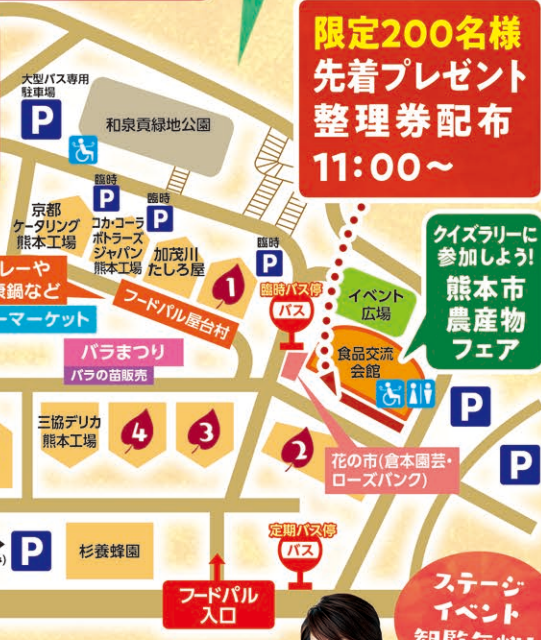 限定200名様
先着プレゼント
整理券配布
11:00～
大型バス専用
駐車場
P
和泉貢緑地公園
臨時
P
臨時
P
臨時
P
京都
ケータリング
熊本工場
コカ・コーラ
ボトラーズ
ジャパン
熊本工場
加茂川
たしろ屋
1
レーや
鍋など
フードパル屋台村
ーマーケット
臨時バス停
バス
イベント
広場
クイズラリーに
参加しよう!
熊本市
農産物
フェア
食品交流
会館
バラまつり
バラの苗販売
三協デリカ
熊本工場
4
3
2
P
P
花の市(倉本園芸・
ローズバンク)
P
杉養蜂園
定期バス停
バス
フードパル
入口
ステージ
イベント